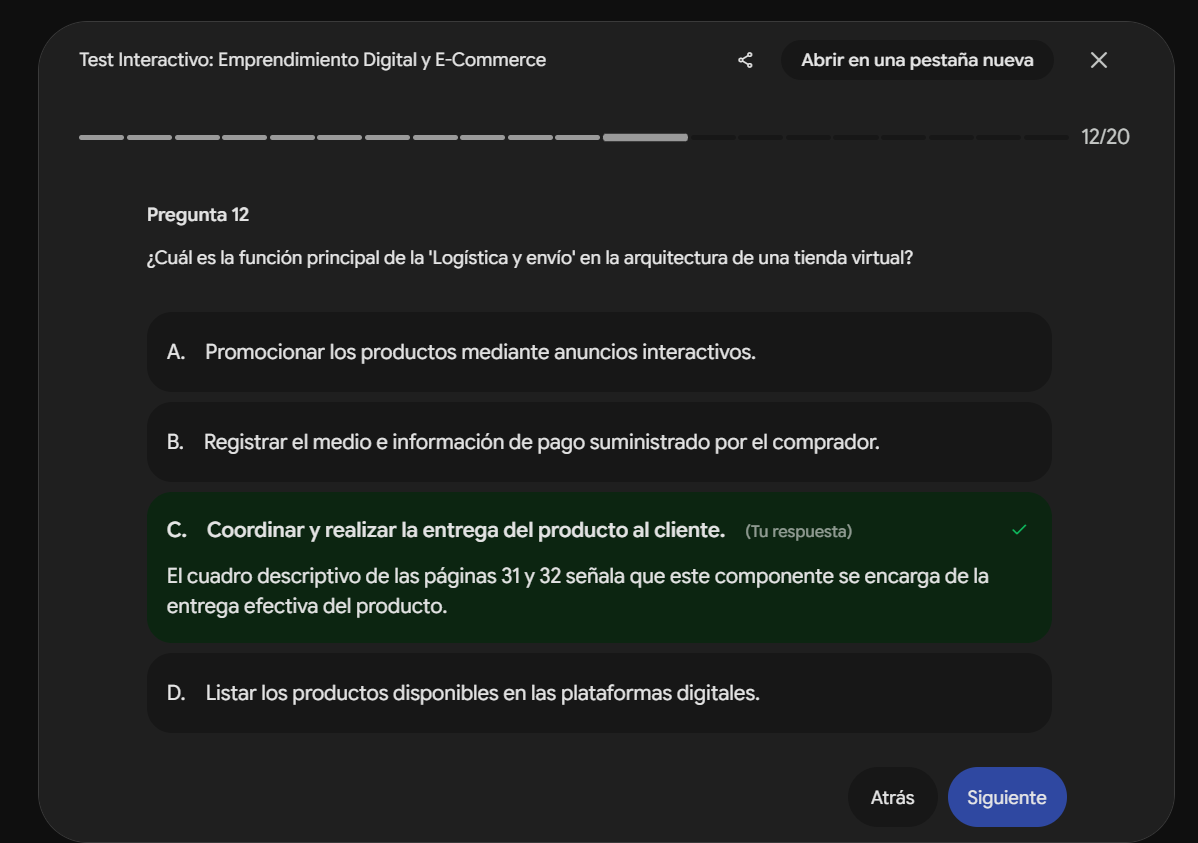 Test Interactivo: Emprendimiento Digital y E-Commerce
Abrir en una pestaña nueva
12/20
Pregunta 12
¿Cuál es la función principal de la 'Logística y envío' en la arquitectura de una tienda virtual?
A. Promocionar los productos mediante anuncios interactivos.
B. Registrar el medio e información de pago suministrado por el comprador.
C. Coordinar y realizar la entrega del producto al cliente. (Tu respuesta)
El cuadro descriptivo de las páginas 31 y 32 señala que este componente se encarga de la
entrega efectiva del producto.
D. Listar los productos disponibles en las plataformas digitales.
Atrás
Siguiente